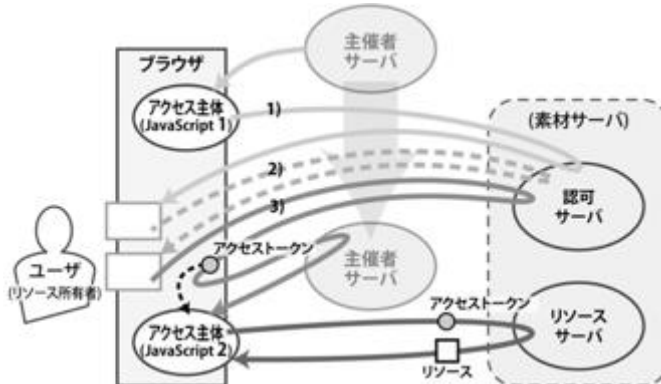 主催者
サーバ
ブラウザ
アクセス主体
(JavaScript 1)
1)
(素材サーバ)
2)
認可
サーバ
3)
アクセストークン
主催者
サーバ
ユーザ
(リソース所有者)
アクセストークン
アクセス主体
(JavaScript 2)
リソース
サーバ
リソース